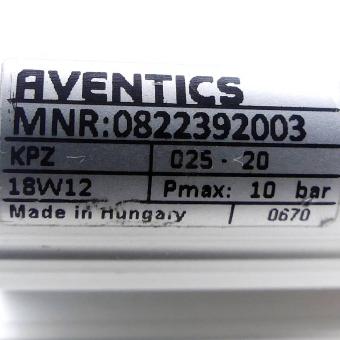 AVENTICS
MNR:0822392003
KPZ 025 - 20
18W12 Pmax: 10 bar
Made in Hungary 0670